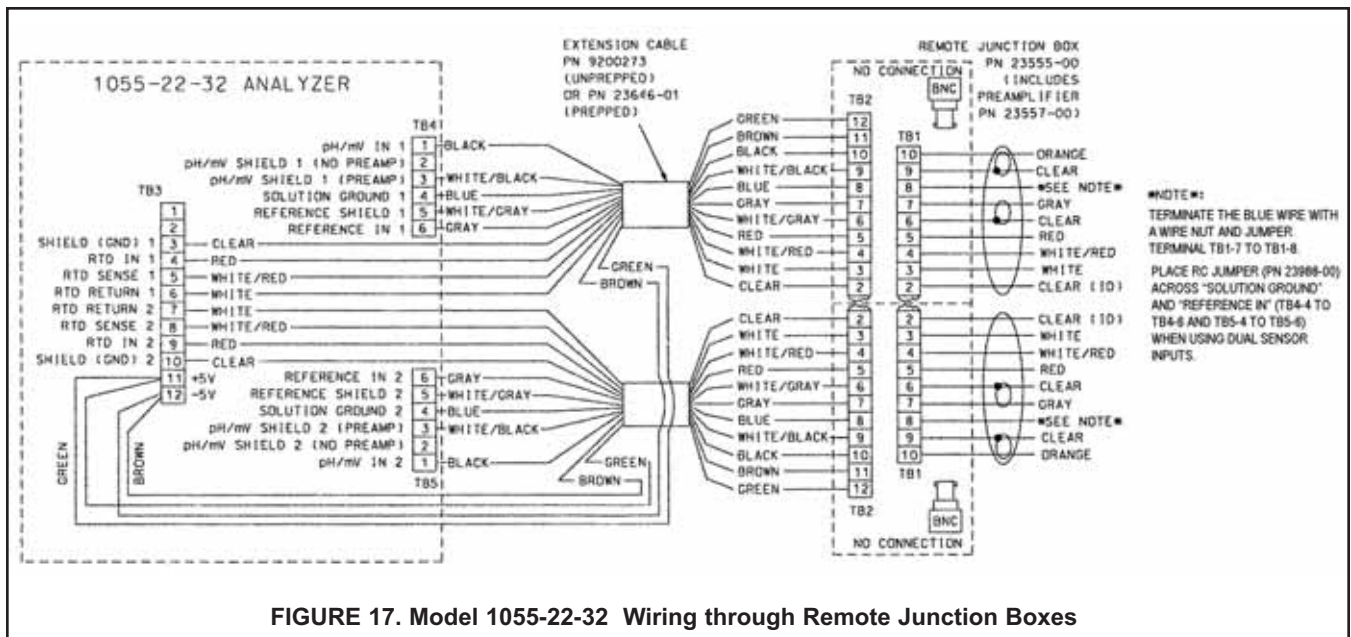 EXTENSION CABLE
PN 9200273
(UNPREPPED)
OR PN 23646-01
(PREPPED)
REMOTE JUNCTION BOX
PN 23555-00
(INCLUDES
PREAMPLIFIER
PN 23557-00)
NO CONNECTION
BNC
1055-22-32 ANALYZER
TB4
pH/mV IN 1 1 BLACK
pH/mV SHIELD 1 (NO PREAMP) 2
pH/mV SHIELD 1 (PREAMP) 3 WHITE/BLACK
SOLUTION GROUND 1 4 BLUE
REFERENCE SHIELD 1 5 WHITE/GRAY
REFERENCE IN 1 6 GRAY
TB3
1
2
SHIELD (GND) 1 3 CLEAR
RTD IN 1 4 RED
RTD SENSE 1 5 WHITE/RED
RTD RETURN 1 6 WHITE
RTD RETURN 2 7 WHITE
RTD SENSE 2 8 WHITE/RED
RTD IN 2 9 RED
SHIELD (GND) 2 10 CLEAR
11 +5V
12 -5V
REFERENCE IN 2 6 GRAY
REFERENCE SHIELD 2 5 WHITE/GRAY
SOLUTION GROUND 2 4 BLUE
pH/mV SHIELD 2 (PREAMP) 3 WHITE/BLACK
pH/mV SHIELD 2 (NO PREAMP) 2
pH/mV IN 2 1 BLACK
TB5
GREEN
BROWN
GREEN
BROWN
GREEN
BROWN
TB2
GREEN 12
BROWN 11
BLACK 10
WHITE/BLACK 9
BLUE 8
GRAY 7
WHITE/GRAY 6
RED 5
WHITE/RED 4
WHITE 3
CLEAR 2
TB1
10 ORANGE
9 CLEAR
8 *SEE NOTE*
7 GRAY
6 CLEAR
5 RED
4 WHITE/RED
3 WHITE
2 CLEAR (ID)
CLEAR 2
WHITE 3
WHITE/RED 4
RED 5
WHITE/GRAY 6
GRAY 7
BLUE 8
WHITE/BLACK 9
BLACK 10
BROWN 11
GREEN 12
TB2
2 CLEAR (ID)
3 WHITE
4 WHITE/RED
5 RED
6 CLEAR
7 GRAY
8 *SEE NOTE*
9 CLEAR
10 ORANGE
TB1
BNC
NO CONNECTION
*NOTE*:
TERMINATE THE BLUE WIRE WITH
A WIRE NUT AND JUMPER
TERMINAL TB1-7 TO TB1-8.
PLACE RC JUMPER (PN 23988-00)
ACROSS "SOLUTION GROUND"
AND "REFERENCE IN" (TB4-4 TO
TB4-6 AND TB5-4 TO TB5-6)
WHEN USING DUAL SENSOR
INPUTS.
FIGURE 17. Model 1055-22-32 Wiring through Remote Junction Boxes